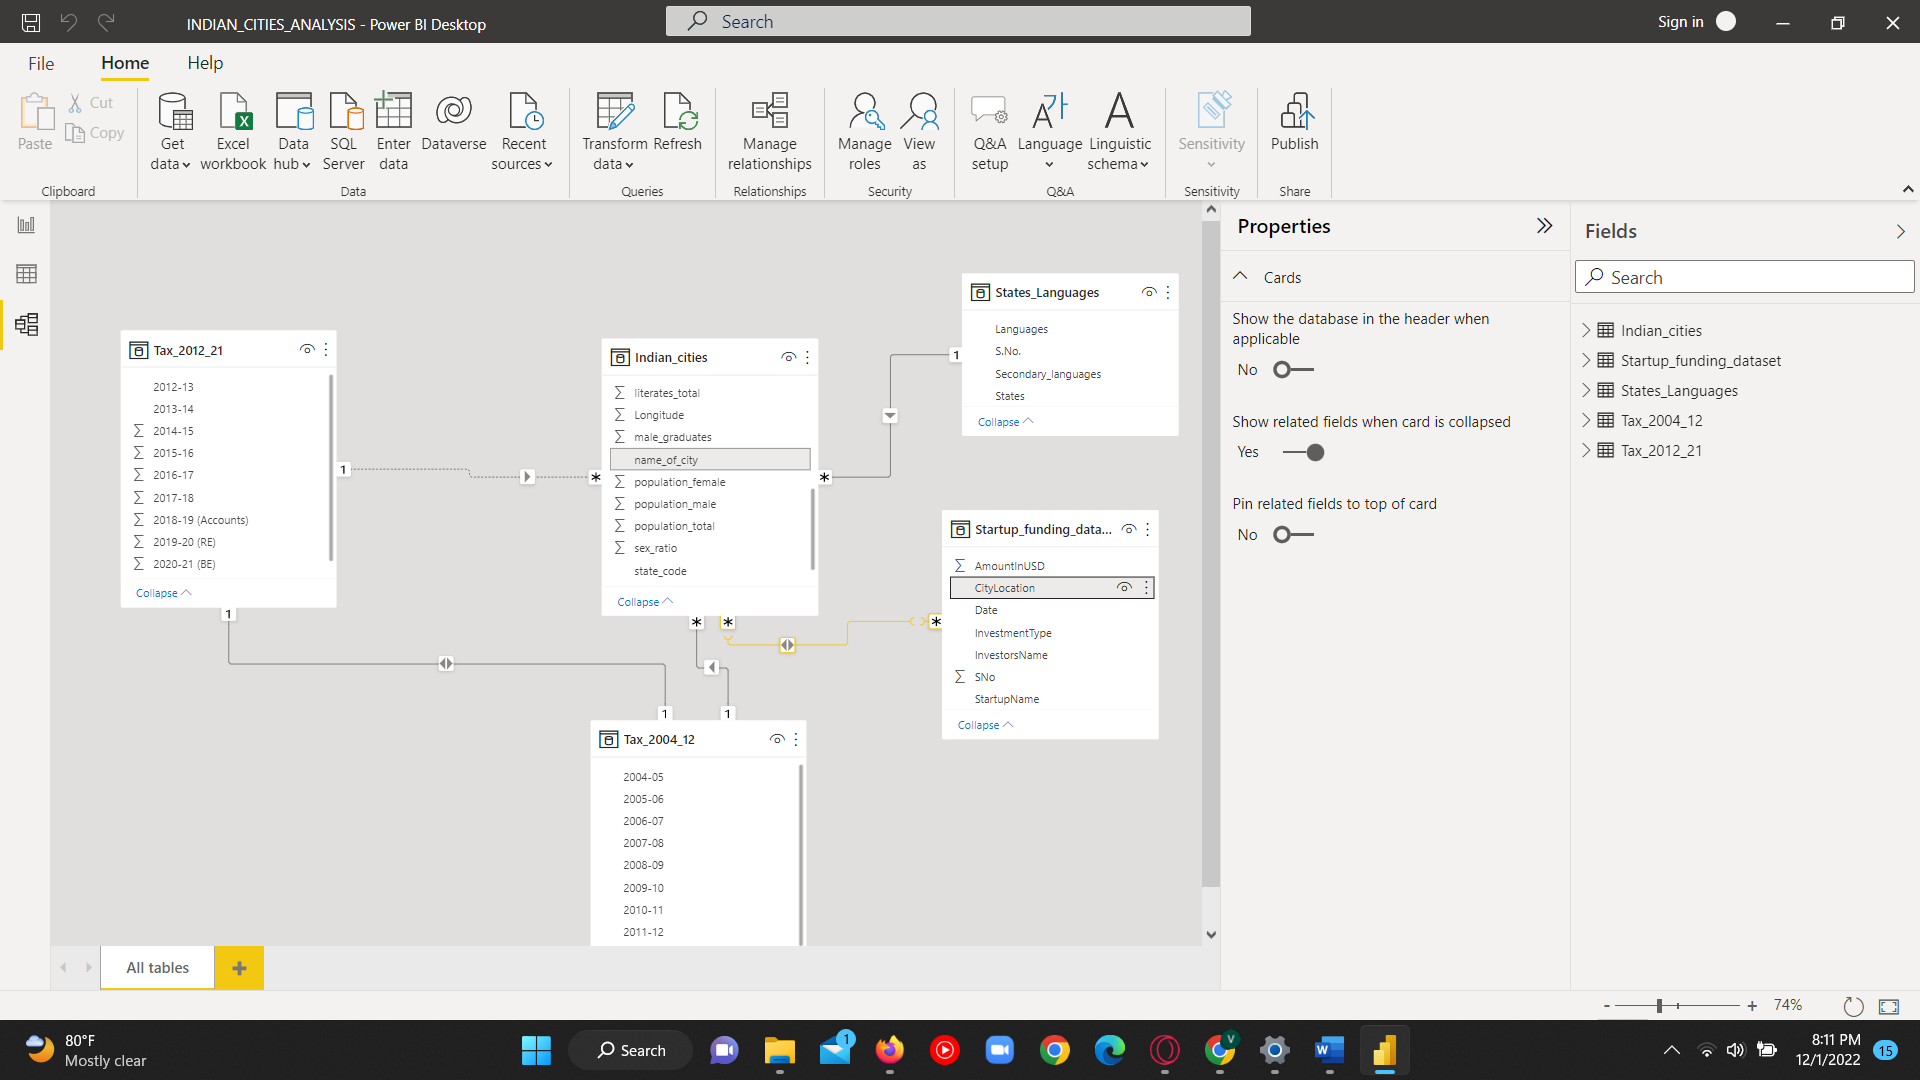 INDIAN_CITIES_ANALYSIS - Power BI Desktop
Search
Sign in
File
Home
Help
Paste
Cut
Copy
Clipboard
Get data
Excel workbook
Data hub
SQL Server
Enter data
Dataverse
Recent sources
Data
Transform data
Refresh
Queries
Manage relationships
Relationships
Manage roles
View as
Security
Q&A setup
Language
Linguistic schema
Q&A
Sensitivity
Sensitivity
Publish
Share
Tax_2012_21
2012-13
2013-14
2014-15
2015-16
2016-17
2017-18
2018-19 (Accounts)
2019-20 (RE)
2020-21 (BE)
Collapse
1
1
Indian_cities
literates_total
Longitude
male_graduates
name_of_city
population_female
population_male
population_total
sex_ratio
state_code
Collapse
*
*
*
*
States_Languages
Languages
S.No.
Secondary_languages
States
Collapse
1
Startup_funding_data...
AmountInUSD
CityLocation
Date
InvestmentType
InvestorsName
SNo
StartupName
Collapse
*
1
1
Tax_2004_12
2004-05
2005-06
2006-07
2007-08
2008-09
2009-10
2010-11
2011-12
Properties
Cards
Show the database in the header when
applicable
No
Show related fields when card is collapsed
Yes
Pin related fields to top of card
No
Fields
Search
Indian_cities
Startup_funding_dataset
States_Languages
Tax_2004_12
Tax_2012_21
All tables
- + 74%
80°F
Mostly clear
Search
1
V
W
8:11 PM
12/1/2022
15